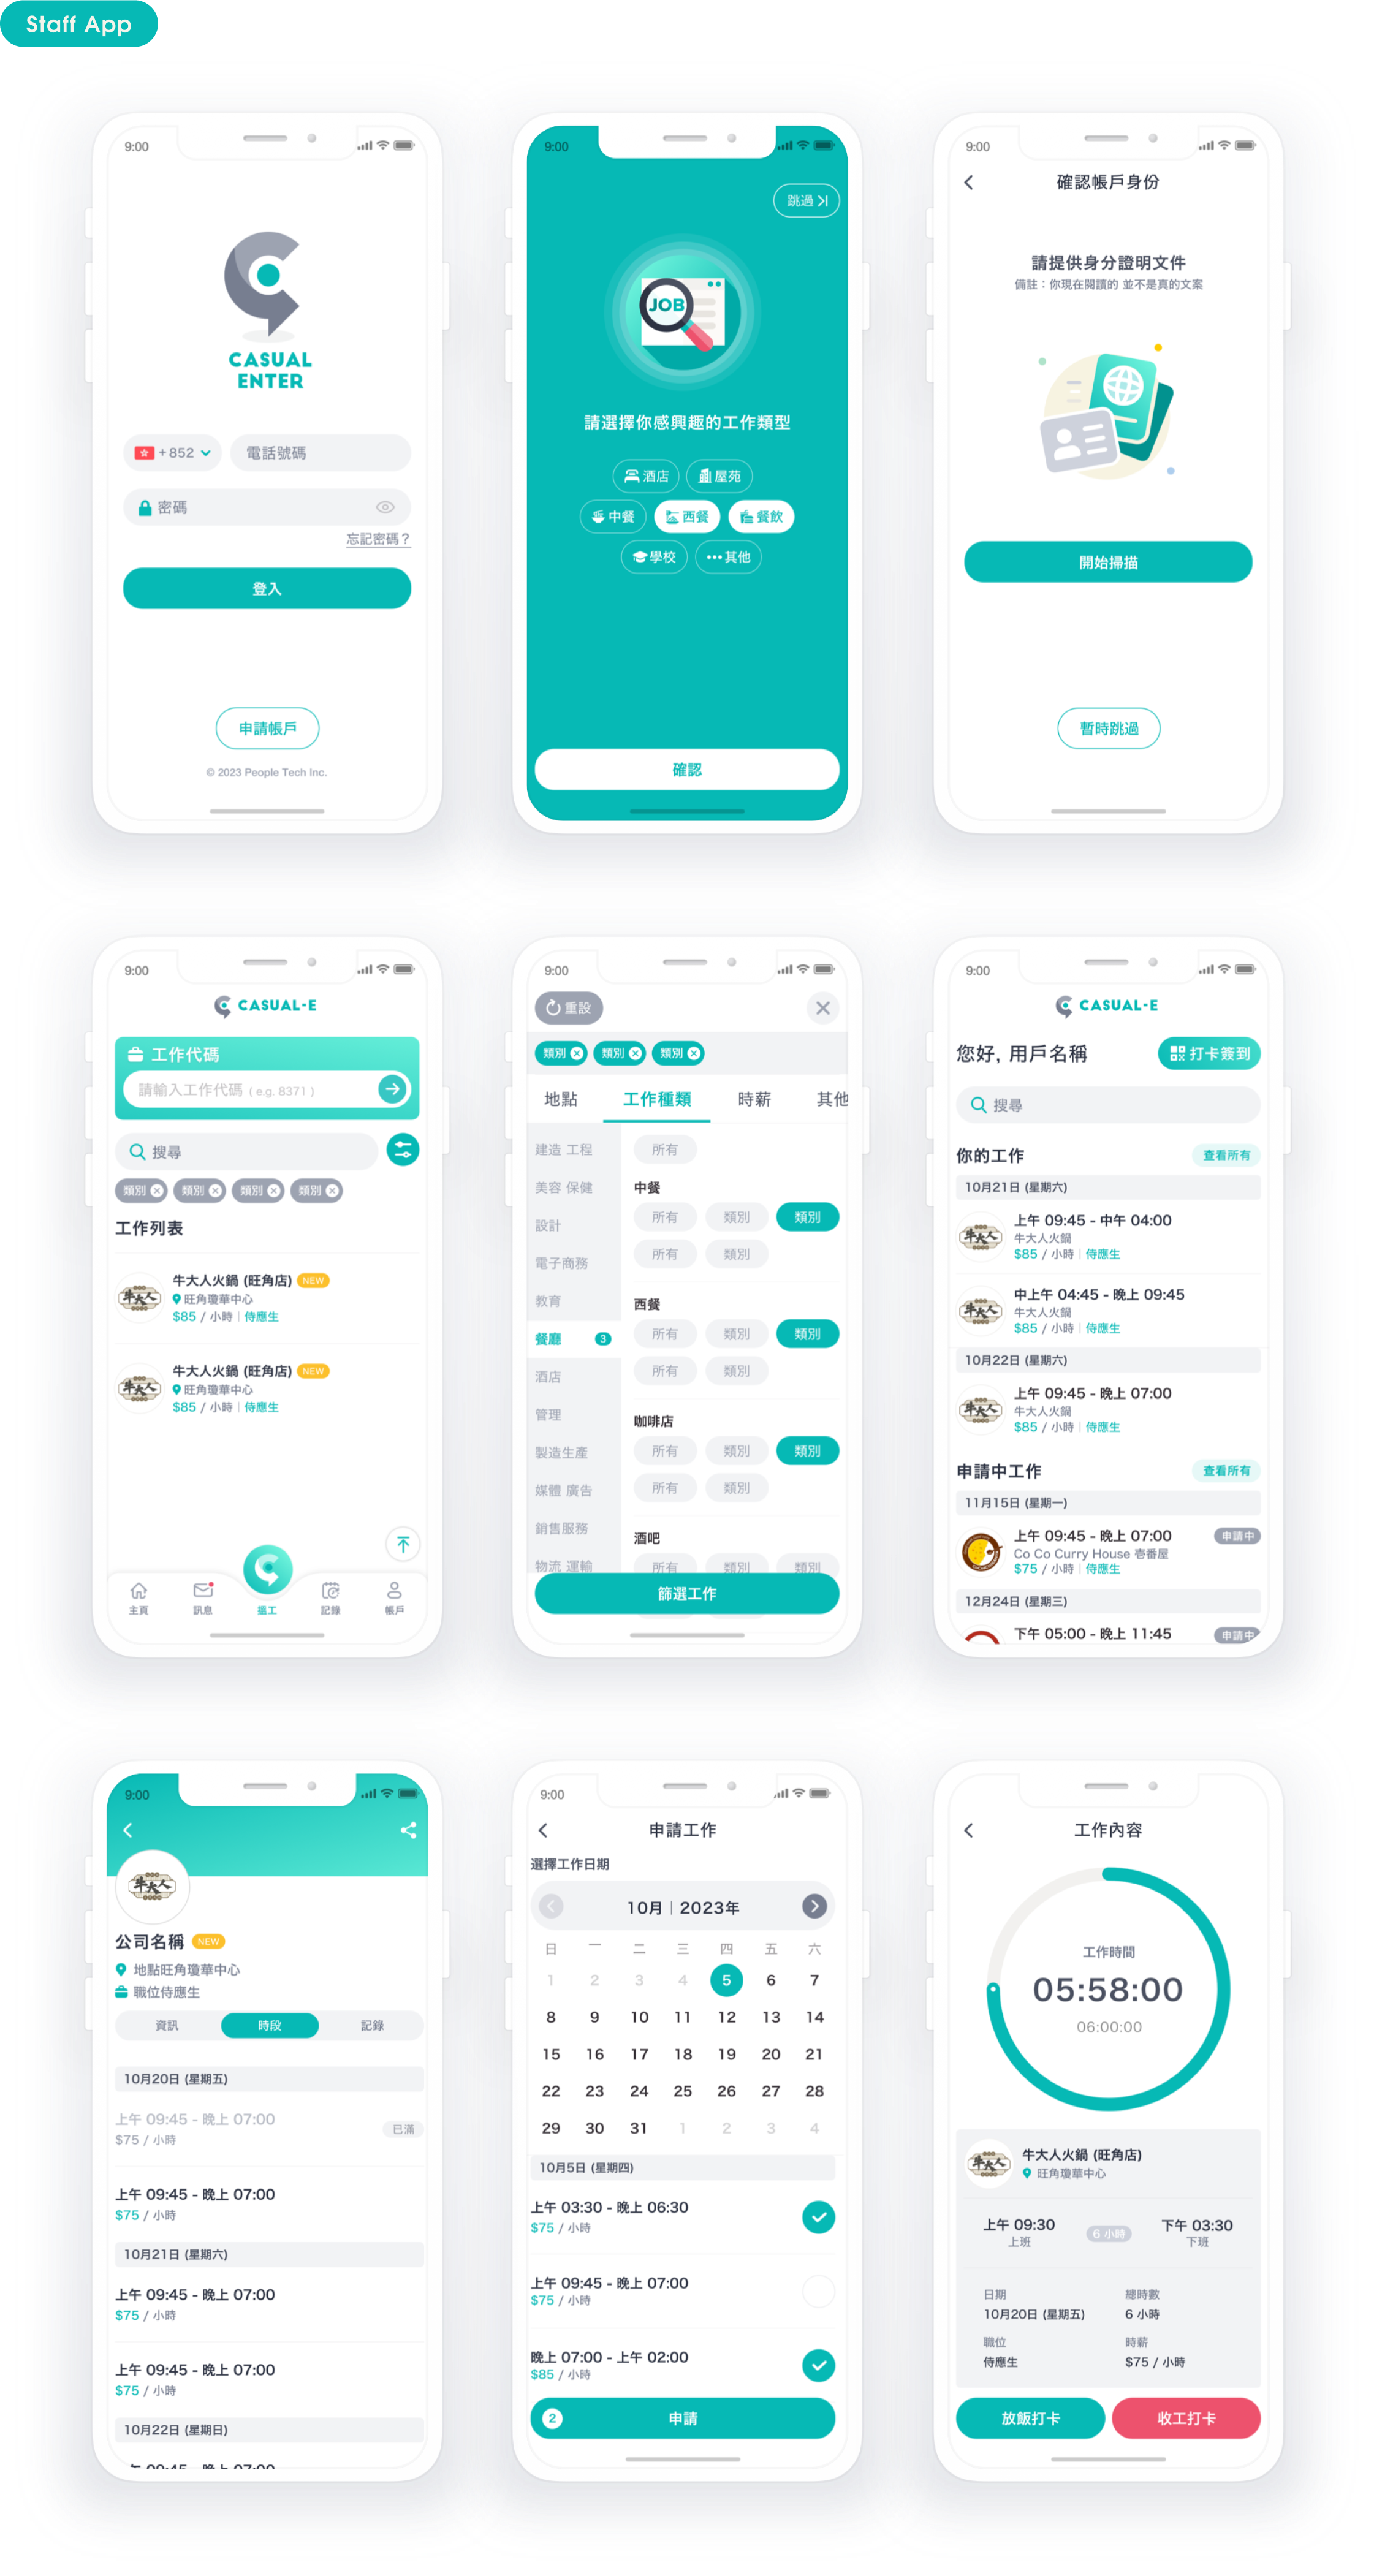 Staff App
9:00
CASUAL
ENTER
+852
電話號碼
密碼
忘記密碼？
登入
申請帳戶
© 2023 People Tech Inc.
9:00
跳過
JOB
請選擇你感興趣的工作類型
酒店 屋苑
中餐 西餐 餐飲
學校 其他
確認
9:00
確認帳戶身份
請提供身分證明文件
備註：你現在閱讀的 並不是真的文案
開始掃描
暫時跳過
9:00
CASUAL-E
工作代碼
請輸入工作代碼 ( e.g. 8371 )
搜尋
類別 類別 類別 類別
工作列表
牛大人火鍋 (旺角店) NEW
牛大人
旺角瓊華中心
$85 / 小時 | 侍應生
牛大人火鍋 (旺角店) NEW
牛大人
旺角瓊華中心
$85 / 小時 | 侍應生
主頁 訊息 搵工 記錄 帳戶
9:00
重設
類別 類別 類別
地點 工作種類 時薪 其他
建造 工程
美容 保健
設計
電子商務
教育
餐廳 3
酒店
管理
製造生產
媒體 廣告
銷售服務
物流 運輸
所有
中餐
所有 類別 類別
所有 類別
西餐
所有 類別 類別
所有 類別
咖啡店
所有 類別 類別
所有 類別
酒吧
所有 類別 類別
篩選工作
9:00
CASUAL-E
您好, 用戶名稱
打卡簽到
搜尋
你的工作
查看所有
10月21日 (星期六)
上午 09:45 - 中午 04:00
牛大人
牛大人火鍋
$85 / 小時 | 侍應生
中上午 04:45 - 晚上 09:45
牛大人
牛大人火鍋
$85 / 小時 | 侍應生
10月22日 (星期六)
上午 09:45 - 晚上 07:00
牛大人
牛大人火鍋
$85 / 小時 | 侍應生
申請中工作
查看所有
11月15日 (星期一)
上午 09:45 - 晚上 07:00
申請中
Co Co Curry House 壱番屋
$75 / 小時 | 侍應生
12月24日 (星期三)
下午 05:00 - 晚上 11:45
申請中
9:00
牛大人
公司名稱 NEW
地點旺角瓊華中心
職位侍應生
資訊 時段 記錄
10月20日 (星期五)
上午 09:45 - 晚上 07:00
$75 / 小時
已滿
上午 09:45 - 晚上 07:00
$75 / 小時
10月21日 (星期六)
上午 09:45 - 晚上 07:00
$75 / 小時
上午 09:45 - 晚上 07:00
$75 / 小時
10月22日 (星期日)
上午 09:45 - 晚上 07:00
9:00
申請工作
選擇工作日期
10月 | 2023年
日 一 二 三 四 五 六
1 2 3 4 5 6 7
8 9 10 11 12 13 14
15 16 17 18 19 20 21
22 23 24 25 26 27 28
29 30 31 1 2 3 4
10月5日 (星期四)
上午 03:30 - 晚上 06:30
$75 / 小時
上午 09:45 - 晚上 07:00
$75 / 小時
晚上 07:00 - 上午 02:00
$85 / 小時
2 申請
工作內容
工作時間
05:58:00
06:00:00
牛大人
牛大人火鍋 (旺角店)
旺角瓊華中心
上午 09:30 6 小時 下午 03:30
上班 下班
日期 總時數
10月20日 (星期五) 6 小時
職位 時薪
侍應生 $75 / 小時
放飯打卡 收工打卡